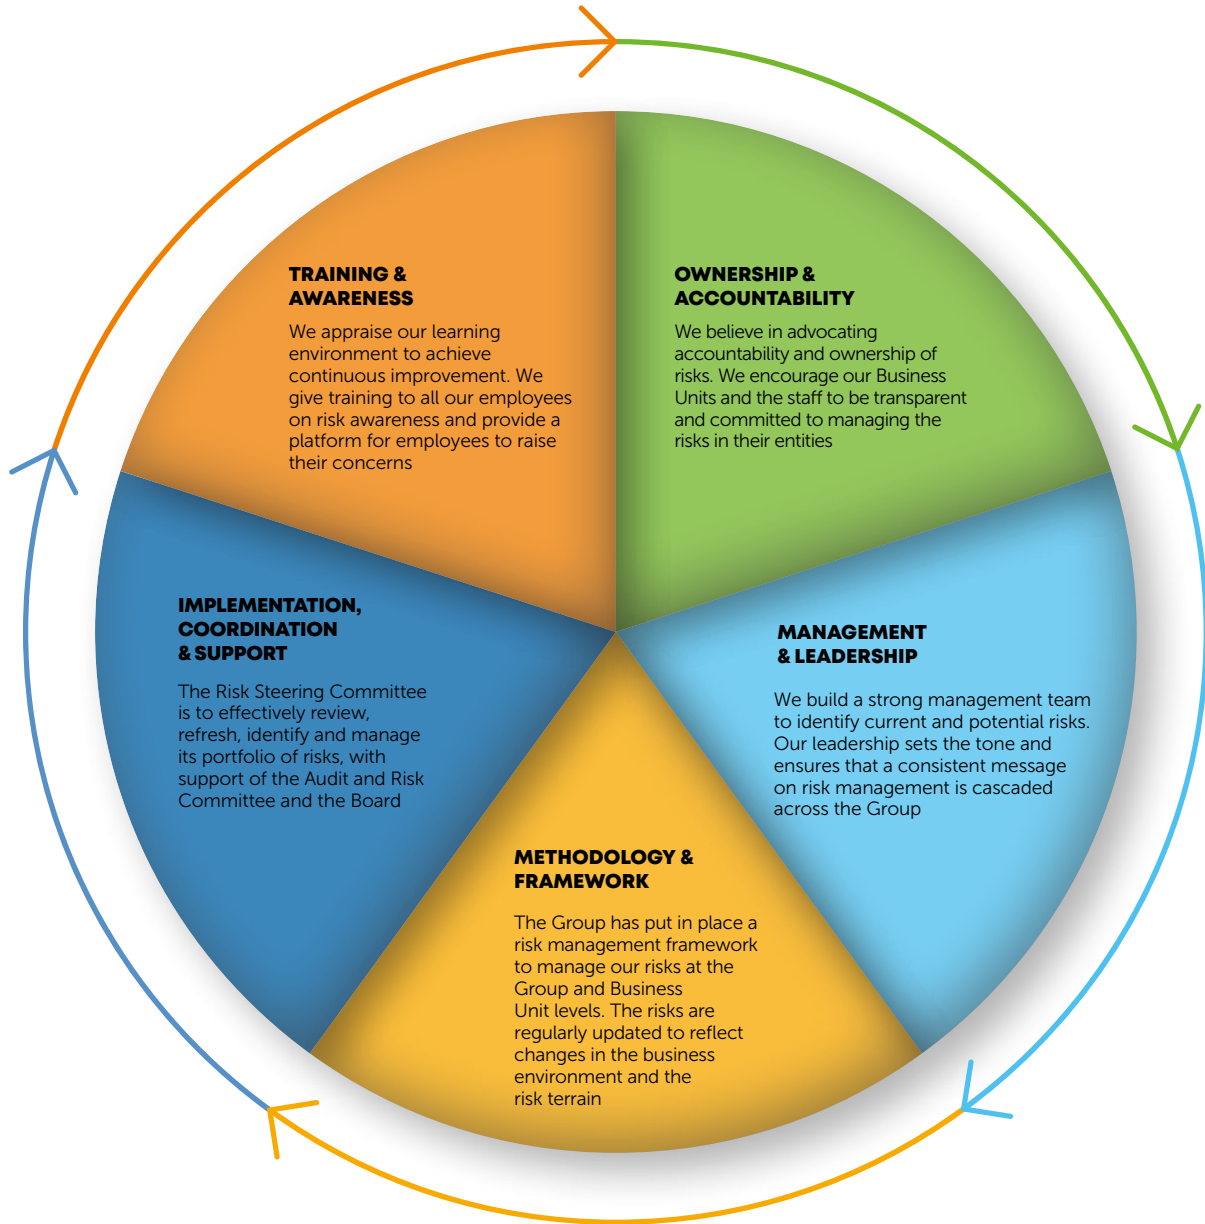 TRAINING &
AWARENESS
We appraise our learning
environment to achieve
continuous improvement. We
give training to all our employees
on risk awareness and provide a
platform for employees to raise
their concerns
OWNERSHIP &
ACCOUNTABILITY
We believe in advocating
accountability and ownership of
risks. We encourage our Business
Units and the staff to be transparent
and committed to managing the
risks in their entities
IMPLEMENTATION,
COORDINATION
& SUPPORT
The Risk Steering Committee
is to effectively review,
refresh, identify and manage
its portfolio of risks, with
support of the Audit and Risk
Committee and the Board
MANAGEMENT
& LEADERSHIP
We build a strong management team
to identify current and potential risks.
Our leadership sets the tone and
ensures that a consistent message
on risk management is cascaded
across the Group
METHODOLOGY &
FRAMEWORK
The Group has put in place a
risk management framework
to manage our risks at the
Group and Business
Unit levels. The risks are
regularly updated to reflect
changes in the business
environment and the
risk terrain